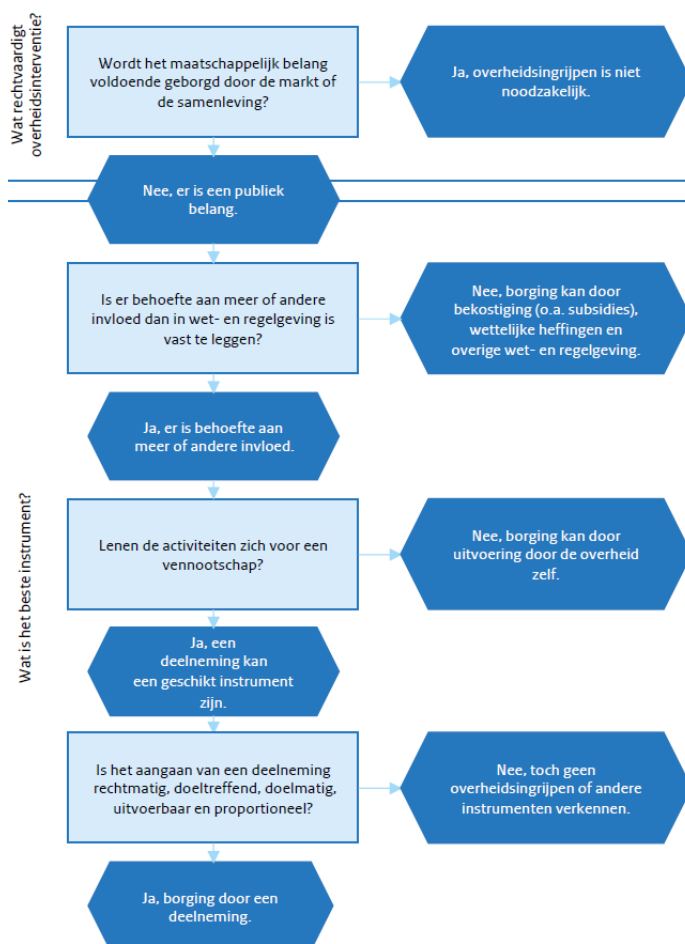 Wat rechtvaardigt
overheidsinterventie?
Wordt het maatschappelijk belang
voldoende geborgd door de markt of
de samenleving?
Ja, overheidsingrijpen is niet
noodzakelijk.
Nee, er is een publiek
belang.
Wat is het beste instrument?
Is er behoefte aan meer of andere
invloed dan in wet- en regelgeving is
vast te leggen?
Nee, borging kan door
bekostiging (o.a. subsidies),
wettelijke heffingen en
overige wet- en regelgeving.
Ja, er is behoefte aan
meer of andere invloed.
Lenen de activiteiten zich voor een
vennootschap?
Nee, borging kan door
uitvoering door de overheid
zelf.
Ja, een
deelneming kan
een geschikt instrument
zijn.
Is het aangaan van een deelneming
rechtmatig, doeltreffend, doelmatig,
uitvoerbaar en proportioneel?
Nee, toch geen
overheidsingrijpen of andere
instrumenten verkennen.
Ja, borging door een
deelneming.